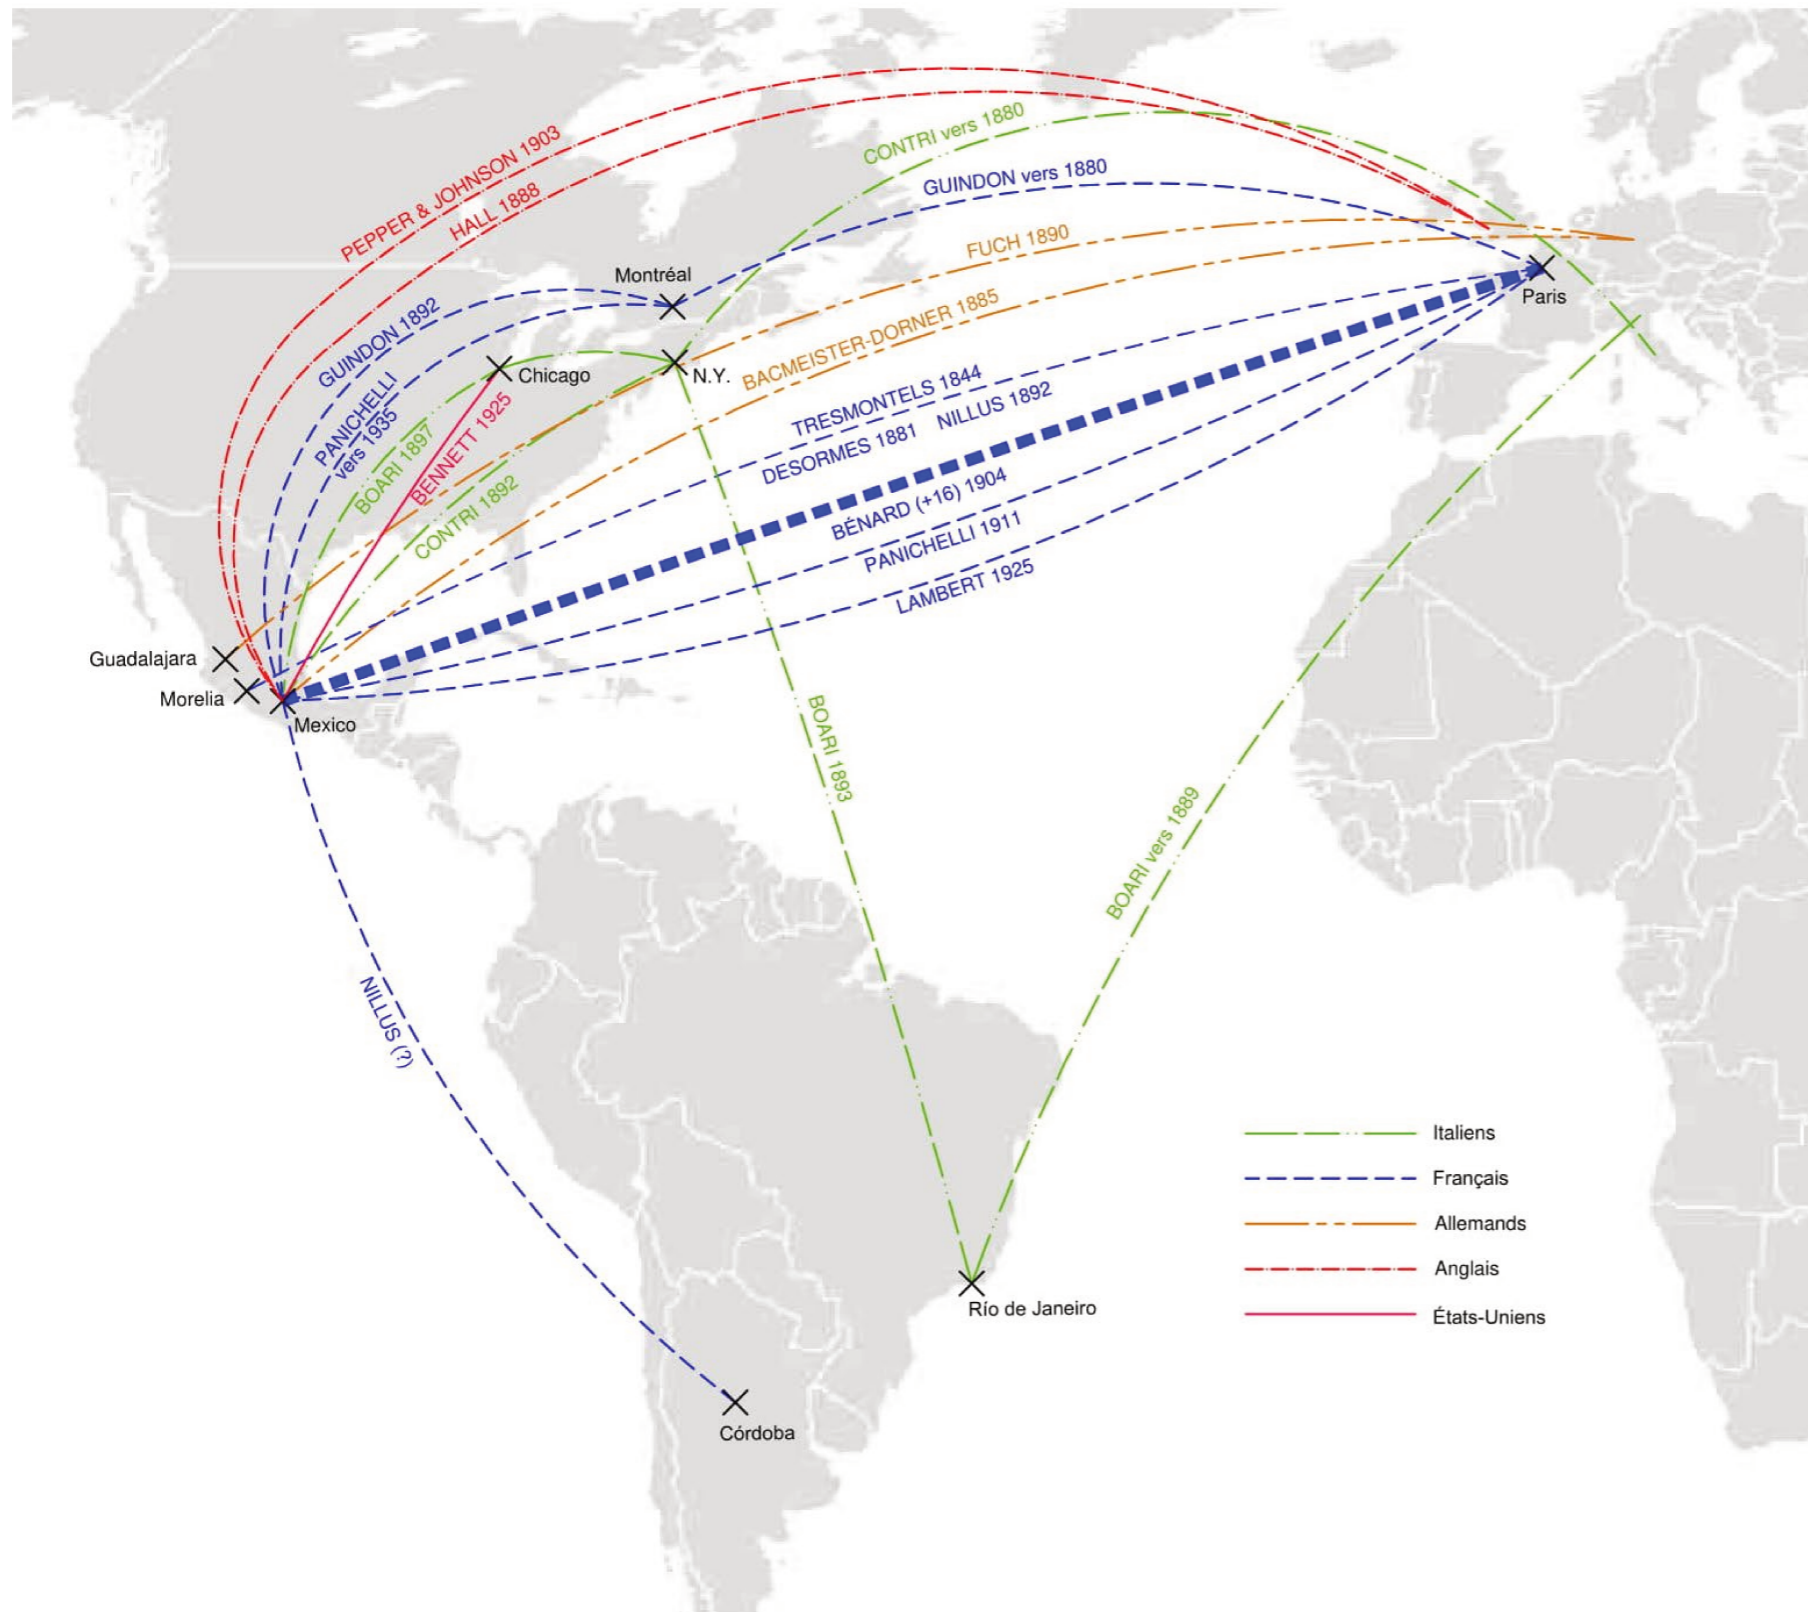 CONTRI vers 1880
PEPPER & JOHNSON 1903
GUINDON vers 1880
HALL 1888
FUCH 1890
Montréal
Paris
GUINDON 1892
BACMEISTER-DORNER 1885
Chicago
N.Y.
PANICHELLI
vers 1935
TRESMONTELS 1844
BOARI 1897
BENNETT 1925
DESORMES 1881 NILLUS 1892
CONTRI 1892
BÉNARD (+16) 1904
PANICHELLI 1911
LAMBERT 1925
Guadalajara
Morelia
Mexico
BOARI 1893
BOARI vers 1889
NILLUS (?)
Italiens
Français
Allemands
Anglais
États-Uniens
Río de Janeiro
Córdoba